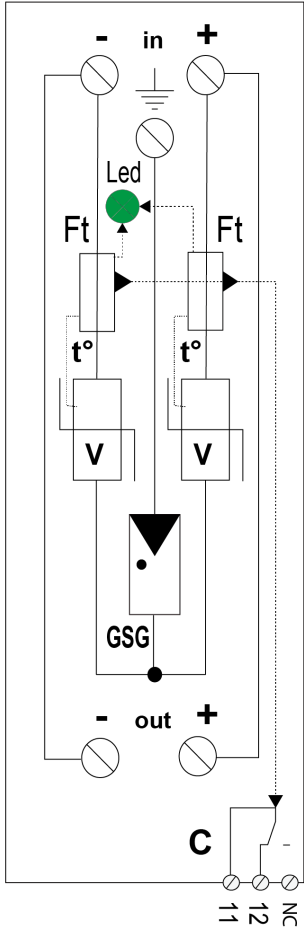 - in +
Led
Ft Ft
t° t°
V V
GSG
- out +
C
11 12 NC